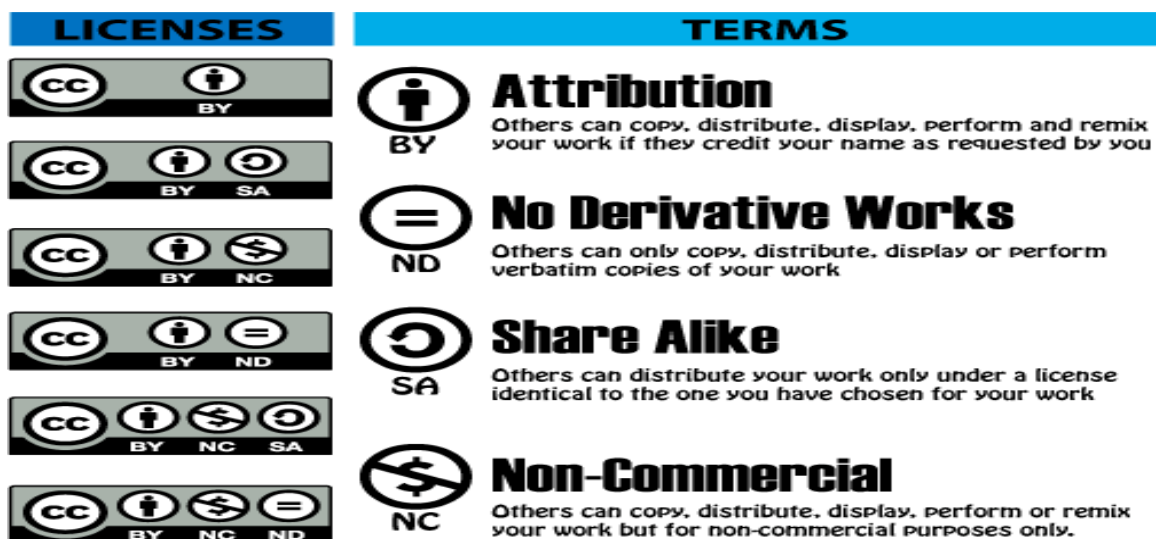 LICENSES
cc
BY
cc
BY SA
cc
BY NC
cc
BY ND
cc
BY NC SA
cc
BY NC ND
TERMS
BY
Attribution
Others can copy, distribute, display, perform and remix
your work if they credit your name as requested by you
ND
No Derivative Works
Others can only copy, distribute, display or perform
verbatim copies of your work
SA
Share Alike
Others can distribute your work only under a license
identical to the one you have chosen for your work
NC
Non-Commercial
Others can copy, distribute, display, perform or remix
your work but for non-commercial purposes only.